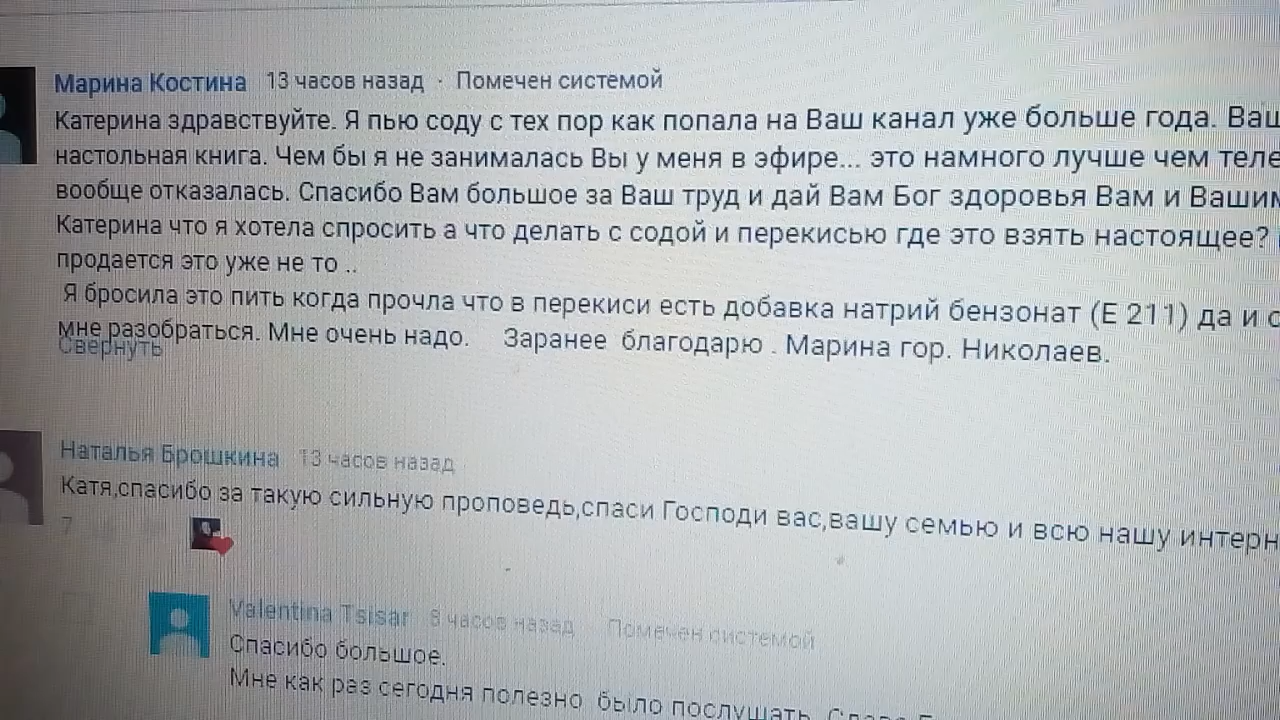 Марина Костина 13 часов назад · Помечен системой
Катерина здравствуйте. Я пью соду с тех пор как попала на Ваш канал уже больше года. Ваш
настольная книга. Чем бы я не занималась Вы у меня в эфире... это намного лучше чем теле
вообще отказалась. Спасибо Вам большое за Ваш труд и дай Вам Бог здоровья Вам и Вашим
Катерина что я хотела спросить а что делать с содой и перекисью где это взять настоящее?
продается это уже не то ..
Я бросила это пить когда прочла что в перекиси есть добавка натрий бензонат (Е 211) да и с
мне разобраться. Мне очень надо. Заранее благодарю . Марина гор. Николаев.
Свернуть
Наталья Брошкина 13 часов назад
Катя,спасибо за такую сильную проповедь,спаси Господи вас,вашу семью и всю нашу интерн
7
Valentina Tsisar 8 часов назад · Помечен системой
Спасибо большое.
Мне как раз сегодня полезно было послушать.